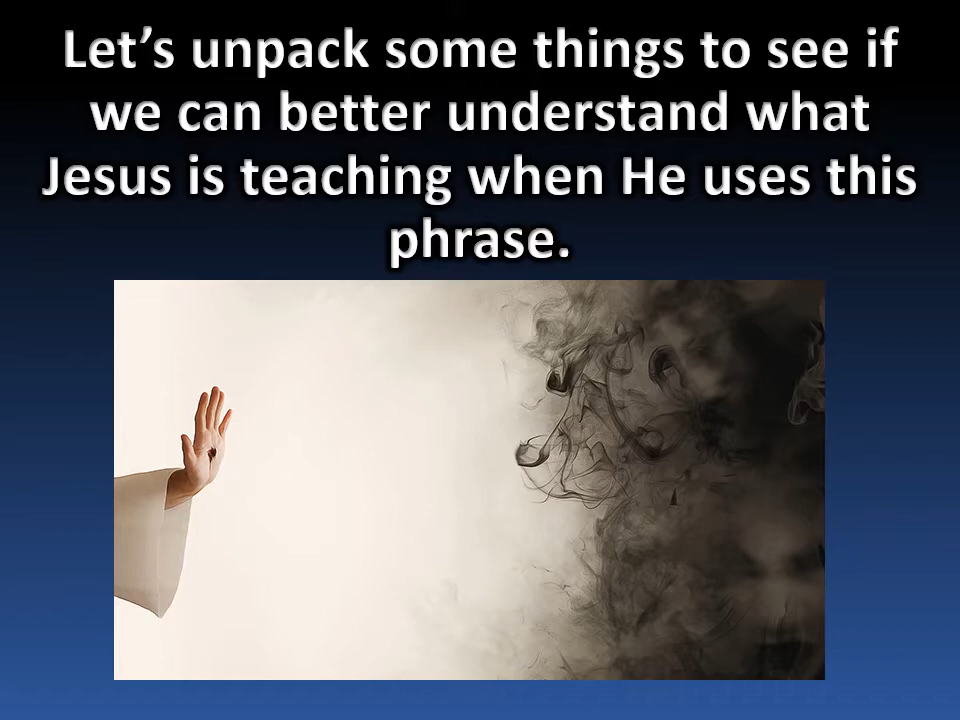 Let’s unpack some things to see if
we can better understand what
Jesus is teaching when He uses this
phrase.